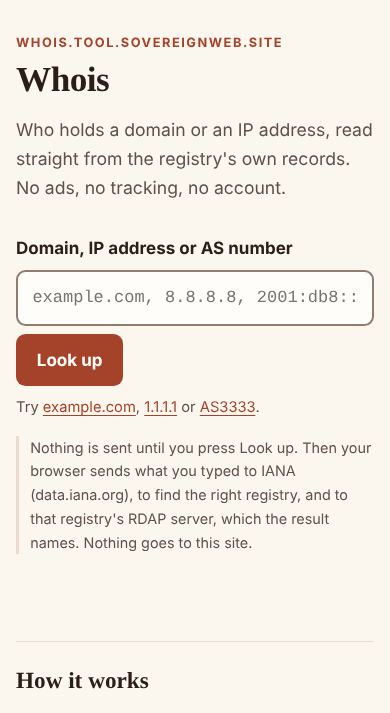 WHOIS.TOOL.SOVEREIGNWEB.SITE
Whois
Who holds a domain or an IP address, read
straight from the registry's own records.
No ads, no tracking, no account.
Domain, IP address or AS number
example.com, 8.8.8.8, 2001:db8::
Look up
Try example.com, 1.1.1.1 or AS3333.
Nothing is sent until you press Look up. Then your
browser sends what you typed to IANA
(data.iana.org), to find the right registry, and to
that registry's RDAP server, which the result
names. Nothing goes to this site.
How it works